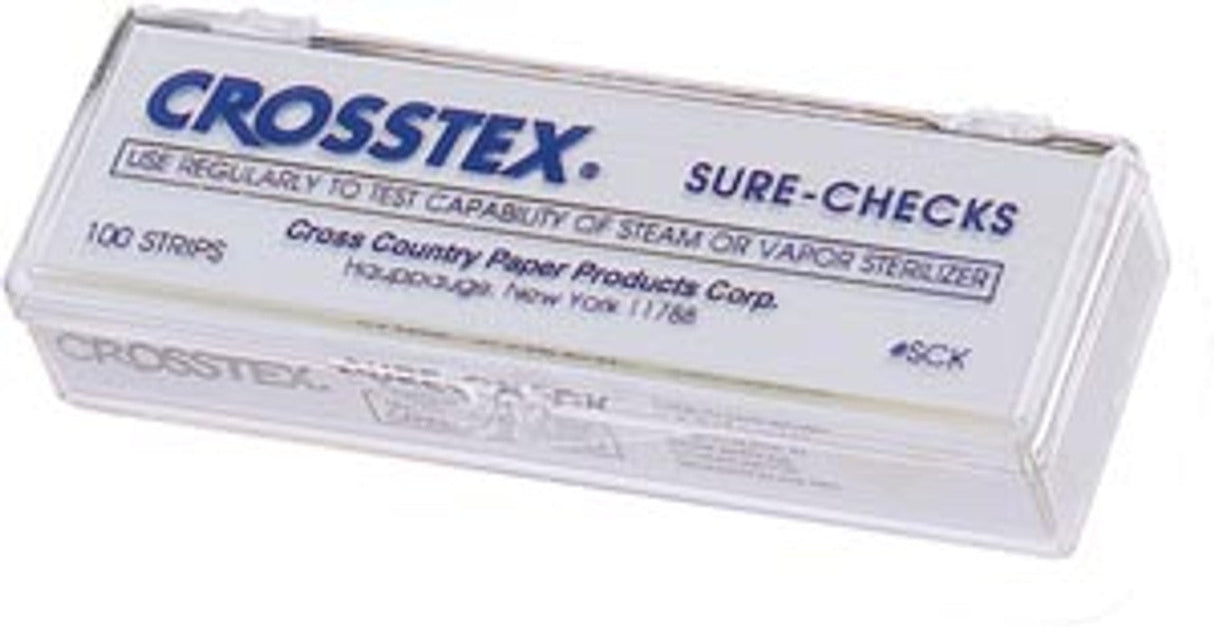 CROSSTEX®
SURE-CHECKS
USE REGULARLY TO TEST CAPABILITY OF STEAM OR VAPOR STERILIZER
100 STRIPS
Cross Country Paper Products Corp.
Hauppauge, New York 11788
#SCK
CROSSTEX.